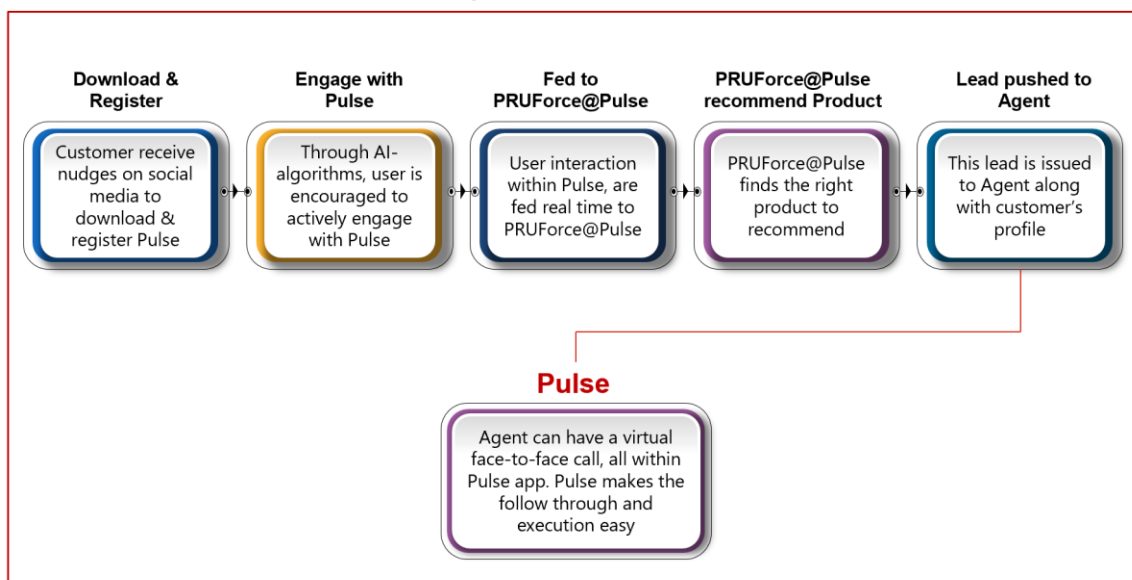 Download &
Register
Engage with
Pulse
Fed to
PRUForce@Pulse
PRUForce@Pulse
recommend Product
Lead pushed to
Agent
Customer receive
nudges on social
media to
download &
register Pulse
Through AI-
algorithms, user is
encouraged to
actively engage
with Pulse
User interaction
within Pulse, are
fed real time to
PRUForce@Pulse
PRUForce@Pulse
finds the right
product to
recommend
This lead is issued
to Agent along
with customer's
profile
Pulse
Agent can have a virtual
face-to-face call, all within
Pulse app. Pulse makes the
follow through and
execution easy